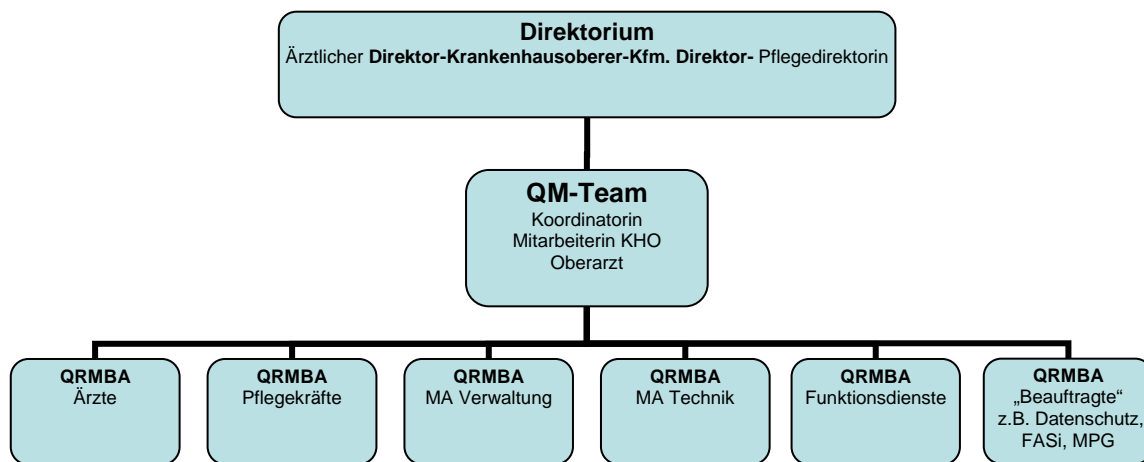 Direktorium
Ärztlicher Direktor-Krankenhausoberer-Kfm. Direktor- Pflegedirektorin
QM-Team
Koordinatorin
Mitarbeiterin KHO
Oberarzt
QRMBA
Ärzte
QRMBA
Pflegekräfte
QRMBA
MA Verwaltung
QRMBA
MA Technik
QRMBA
Funktionsdienste
QRMBA
„Beauftragte“
z.B. Datenschutz,
FASi, MPG